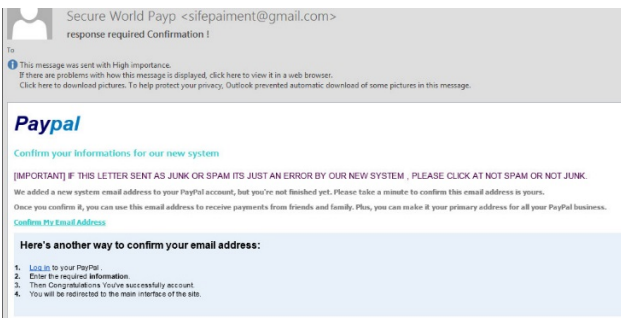 Secure World Payp <sifepaiment@gmail.com>
response required Confirmation !
To
This message was sent with High importance.
If there are problems with how this message is displayed, click here to view it in a web browser.
Click here to download pictures. To help protect your privacy, Outlook prevented automatic download of some pictures in this message.
Paypal
Confirm your informations for our new system
[IMPORTANT] IF THIS LETTER SENT AS JUNK OR SPAM ITS JUST AN ERROR BY OUR NEW SYSTEM , PLEASE CLICK AT NOT SPAM OR NOT JUNK.
We added a new system email address to your PayPal account, but you're not finished yet. Please take a minute to confirm this email address is yours.
Once you confirm it, you can use this email address to receive payments from friends and family. Plus, you can make it your primary address for all your PayPal business.
Confirm My Email Address
Here's another way to confirm your email address:
1. Log in to your PayPal .
2. Enter the required information.
3. Then Congratulations You've successfully account.
4. You will be redirected to the main interface of the site.